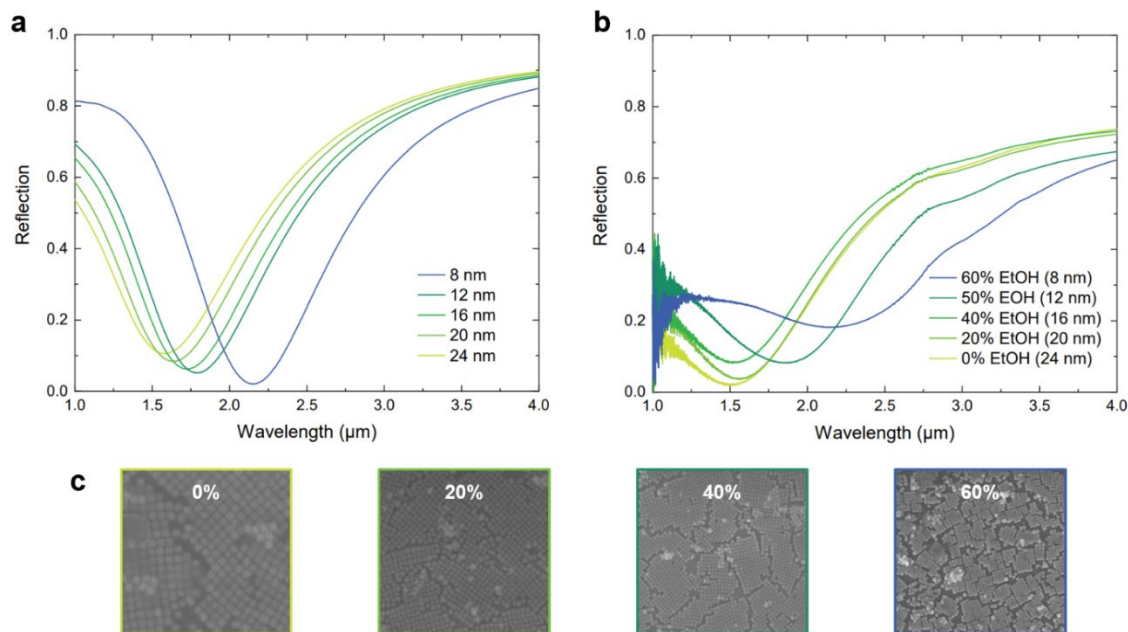 a
1.0
0.8
0.6
0.4
0.2
0.0
Reflection
8 nm
12 nm
16 nm
20 nm
24 nm
1.0 1.5 2.0 2.5 3.0 3.5 4.0
Wavelength (µm)
b
1.0
0.8
0.6
0.4
0.2
0.0
Reflection
60% EtOH (8 nm)
50% EOH (12 nm)
40% EtOH (16 nm)
20% EtOH (20 nm)
0% EtOH (24 nm)
1.0 1.5 2.0 2.5 3.0 3.5 4.0
Wavelength (µm)
c
0%
20%
40%
60%